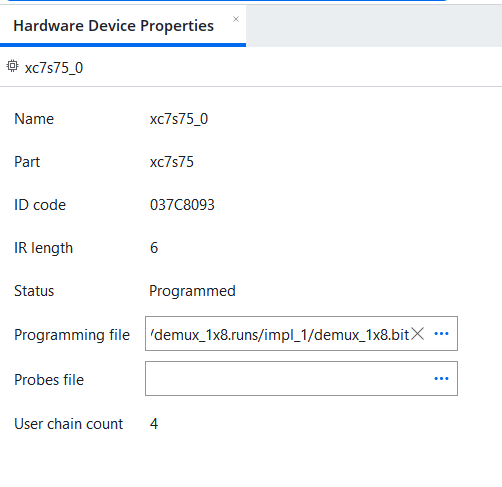 Hardware Device Properties ×
xc7s75_0
Name xc7s75_0
Part xc7s75
ID code 037C8093
IR length 6
Status Programmed
Programming file /demux_1x8.runs/impl_1/demux_1x8.bit
Probes file
User chain count 4